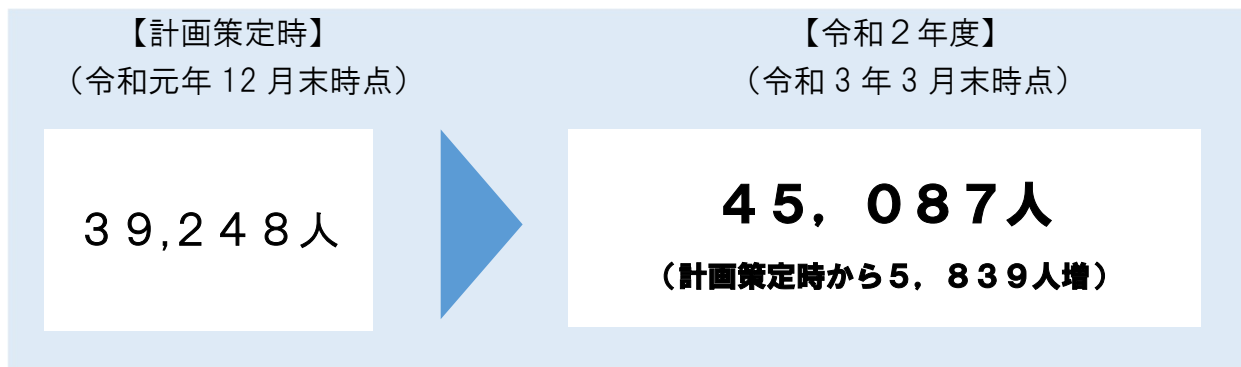 【計画策定時】
（令和元年 12 月末時点）
３９,２４８人
【令和２年度】
（令和 3 年 3 月末時点）
４５，０８７人
（計画策定時から５，８３９人増）